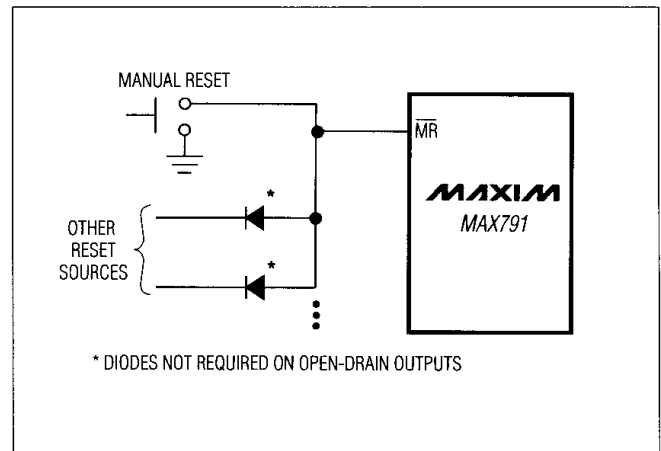 MANUAL RESET
MR
MAXIM
MAX791
OTHER
RESET
SOURCES
*
*
* DIODES NOT REQUIRED ON OPEN-DRAIN OUTPUTS